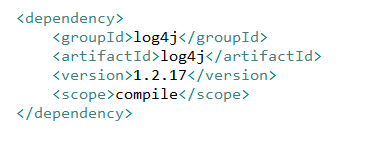 <dependency>
    <groupId>log4j</groupId>
    <artifactId>log4j</artifactId>
    <version>1.2.17</version>
    <scope>compile</scope>
</dependency>